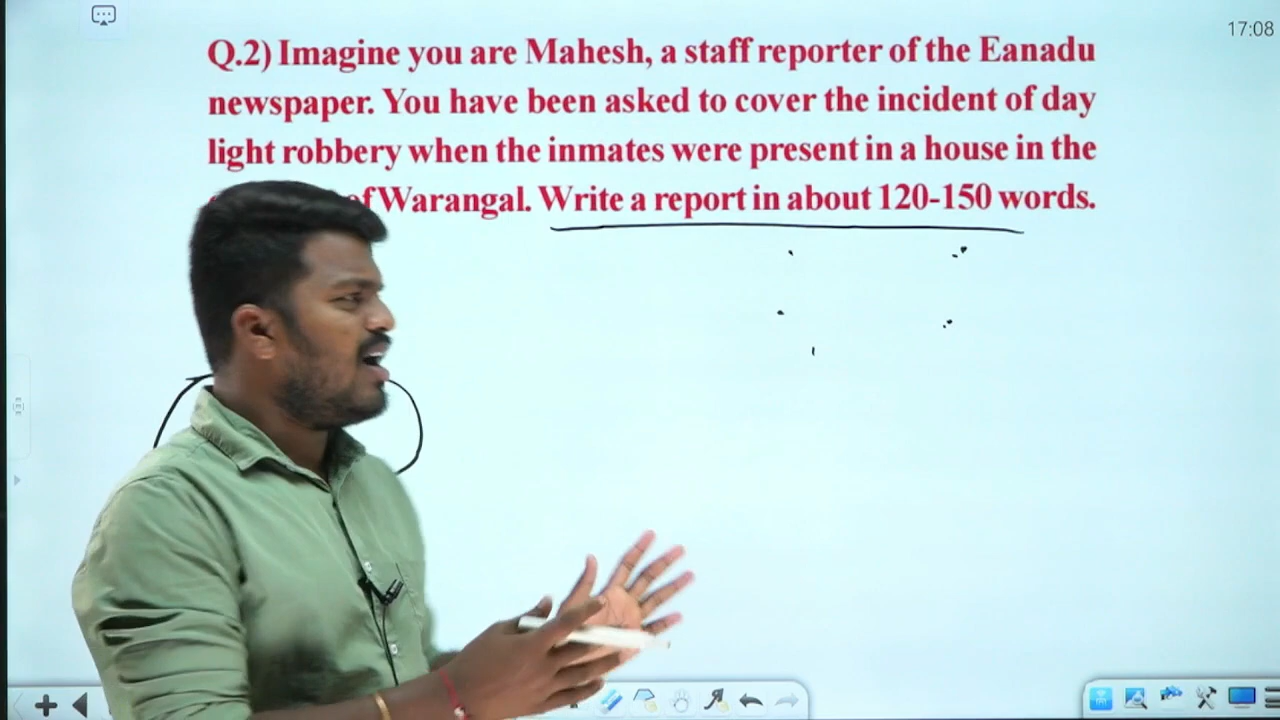 17:08
Q.2) Imagine you are Mahesh, a staff reporter of the Eanadu
newspaper. You have been asked to cover the incident of day
light robbery when the inmates were present in a house in the
of Warangal. Write a report in about 120-150 words.